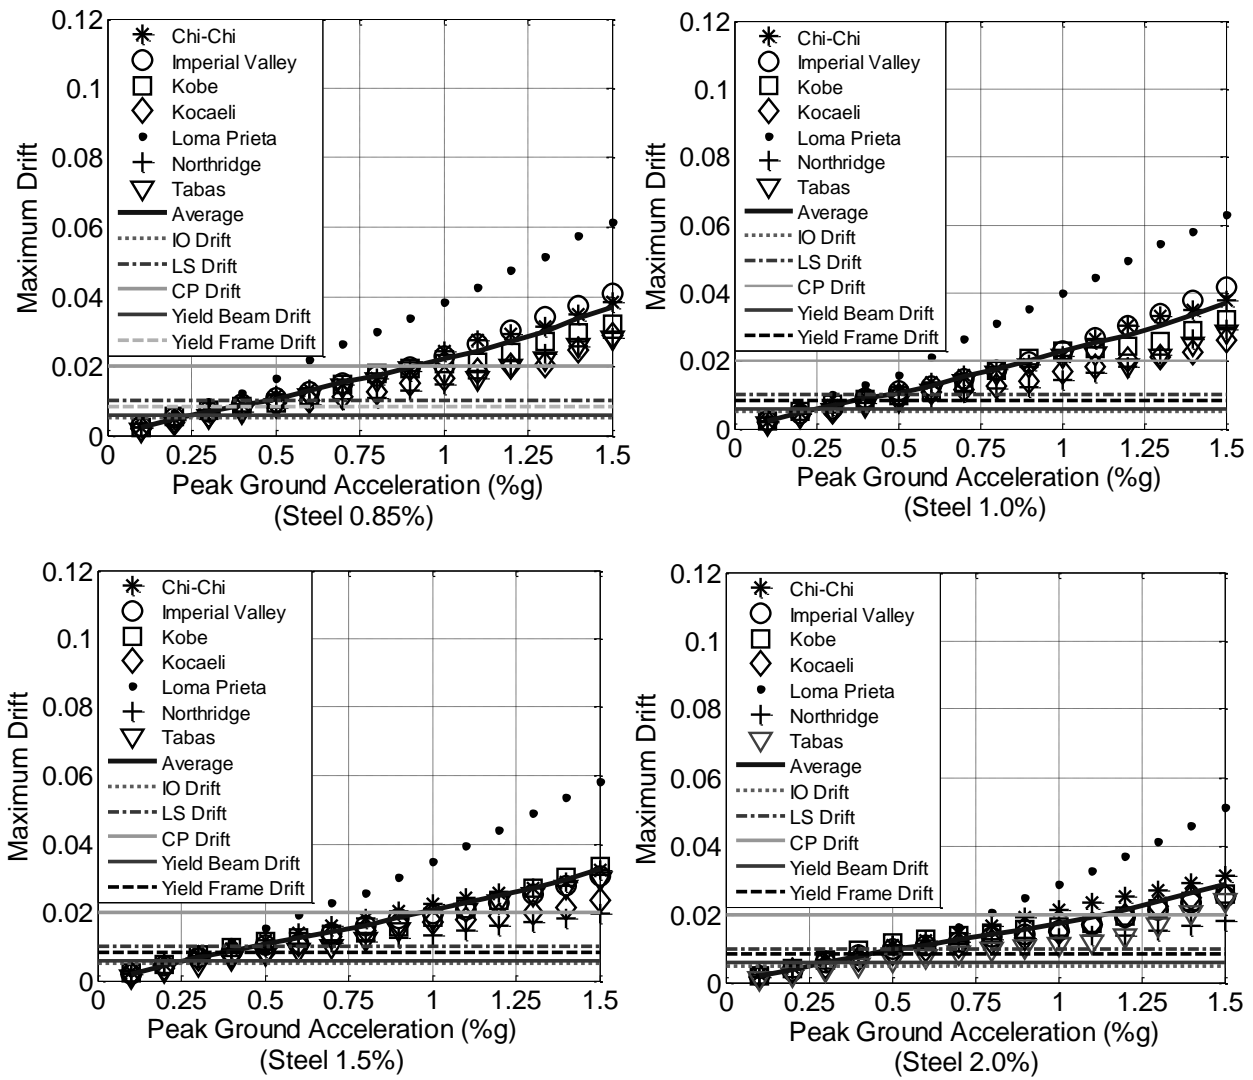 0.12
0.1
0.08
0.06
0.04
0.02
0
Maximum Drift
Chi-Chi
Imperial Valley
Kobe
Kocaeli
Loma Prieta
Northridge
Tabas
Average
IO Drift
LS Drift
CP Drift
Yield Beam Drift
Yield Frame Drift
0 0.25 0.5 0.75 1 1.25 1.5
Peak Ground Acceleration (%g)
(Steel 0.85%)
0.12
0.1
0.08
0.06
0.04
0.02
0
Maximum Drift
Chi-Chi
Imperial Valley
Kobe
Kocaeli
Loma Prieta
Northridge
Tabas
Average
IO Drift
LS Drift
CP Drift
Yield Beam Drift
Yield Frame Drift
0 0.25 0.5 0.75 1 1.25 1.5
Peak Ground Acceleration (%g)
(Steel 1.0%)
0.12
0.1
0.08
0.06
0.04
0.02
0
Maximum Drift
Chi-Chi
Imperial Valley
Kobe
Kocaeli
Loma Prieta
Northridge
Tabas
Average
IO Drift
LS Drift
CP Drift
Yield Beam Drift
Yield Frame Drift
0 0.25 0.5 0.75 1 1.25 1.5
Peak Ground Acceleration (%g)
(Steel 1.5%)
0.12
0.1
0.08
0.06
0.04
0.02
0
Maximum Drift
Chi-Chi
Imperial Valley
Kobe
Kocaeli
Loma Prieta
Northridge
Tabas
Average
IO Drift
LS Drift
CP Drift
Yield Beam Drift
Yield Frame Drift
0 0.25 0.5 0.75 1 1.25 1.5
Peak Ground Acceleration (%g)
(Steel 2.0%)